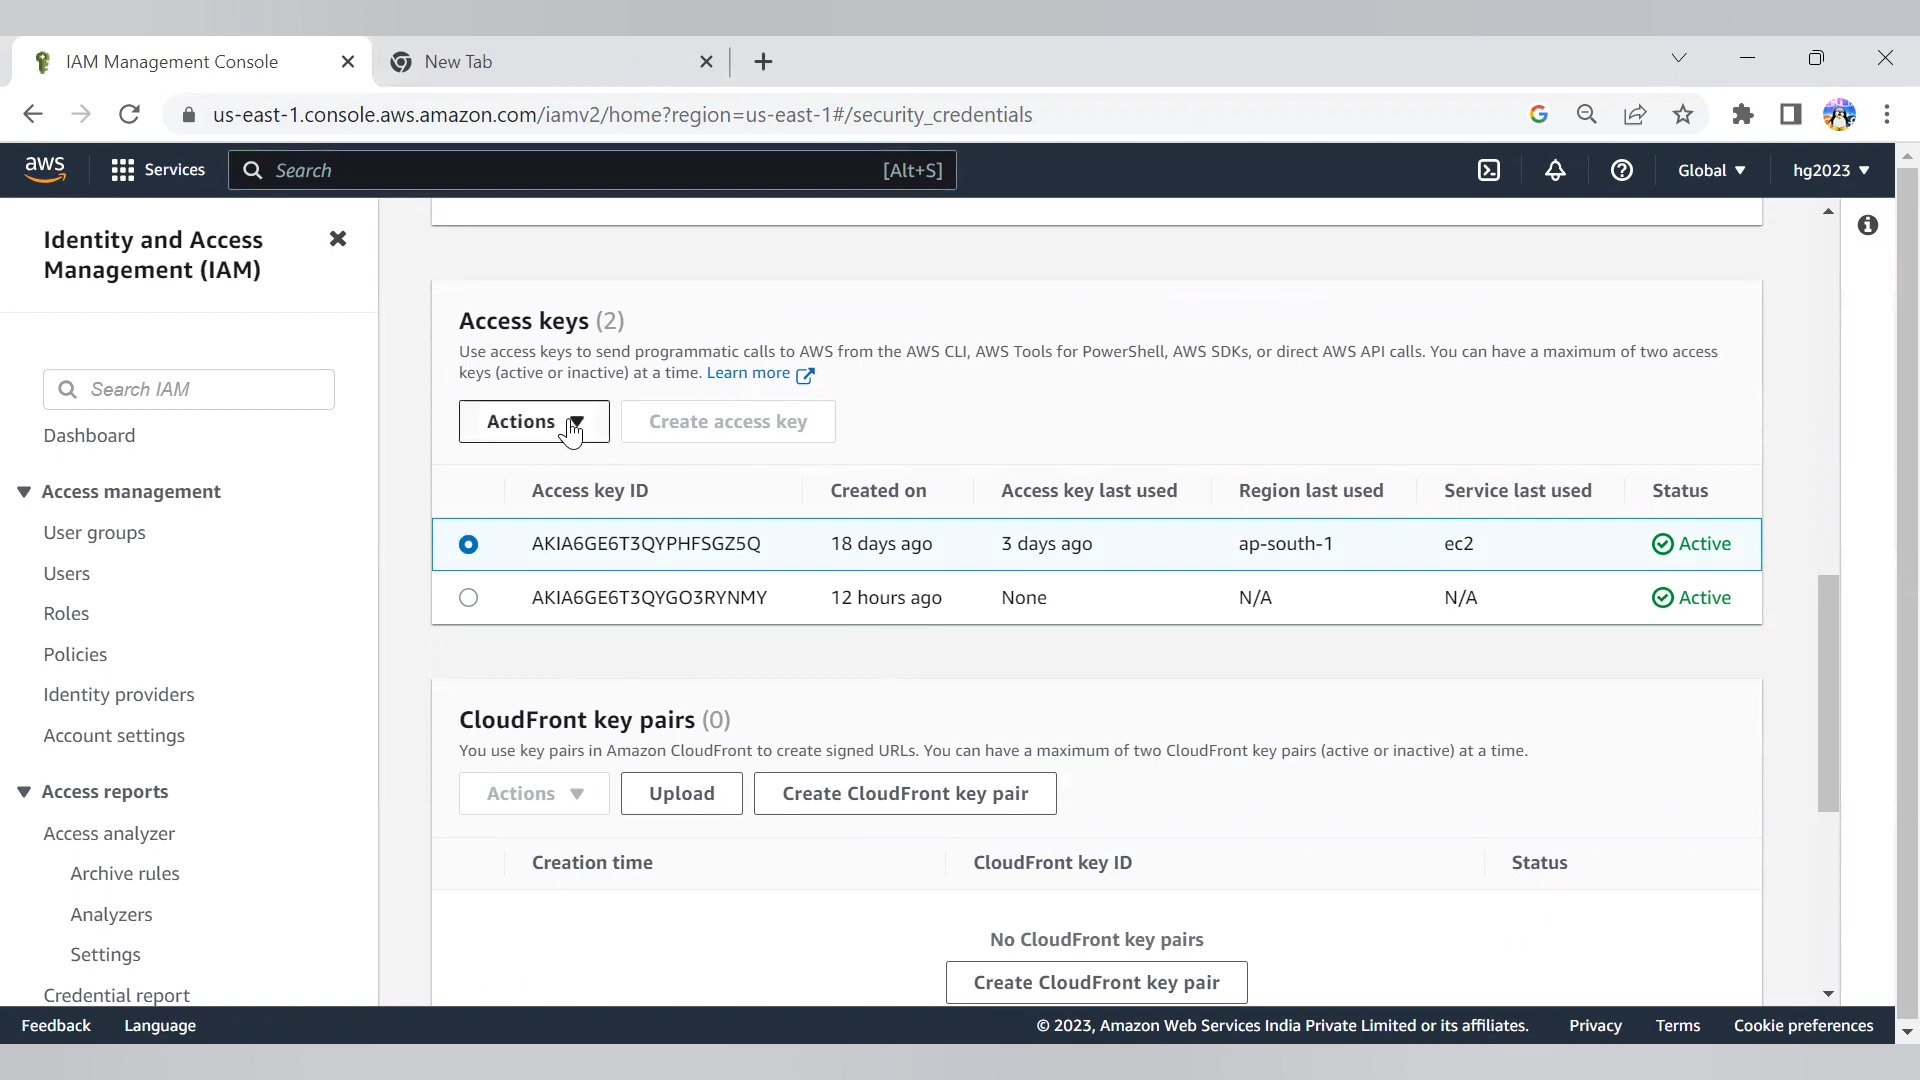 IAM Management Console
New Tab
us-east-1.console.aws.amazon.com/iamv2/home?region=us-east-1#/security_credentials
aws
Services
Search
[Alt+S]
Global
hg2023
Identity and Access
Management (IAM)
Search IAM
Dashboard
Access management
User groups
Users
Roles
Policies
Identity providers
Account settings
Access reports
Access analyzer
Archive rules
Analyzers
Settings
Credential report
Access keys (2)
Use access keys to send programmatic calls to AWS from the AWS CLI, AWS Tools for PowerShell, AWS SDKs, or direct AWS API calls. You can have a maximum of two access
keys (active or inactive) at a time. Learn more
Actions
Create access key
Access key ID Created on Access key last used Region last used Service last used Status
AKIA6GE6T3QYPHFSGZ5Q 18 days ago 3 days ago ap-south-1 ec2 Active
AKIA6GE6T3QYGO3RYNMY 12 hours ago None N/A N/A Active
CloudFront key pairs (0)
You use key pairs in Amazon CloudFront to create signed URLs. You can have a maximum of two CloudFront key pairs (active or inactive) at a time.
Actions
Upload
Create CloudFront key pair
Creation time CloudFront key ID Status
No CloudFront key pairs
Create CloudFront key pair
Feedback
Language
© 2023, Amazon Web Services India Private Limited or its affiliates.
Privacy
Terms
Cookie preferences